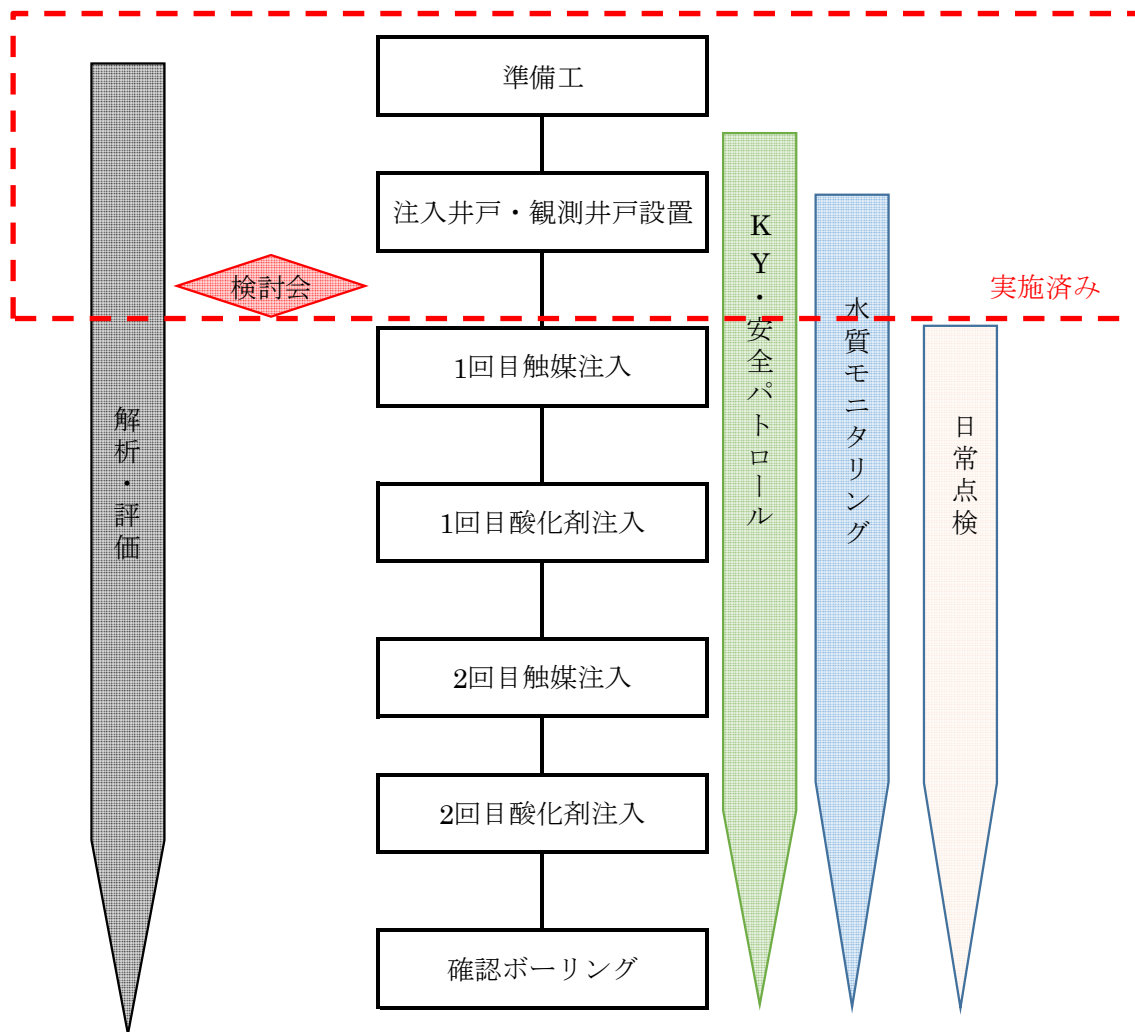 準備工
注入井戸・観測井戸設置
検討会
実施済み
1回目触媒注入
1回目酸化剤注入
2回目触媒注入
2回目酸化剤注入
確認ボーリング
解析・評価
KY・安全パトロール
水質モニタリング
日常点検